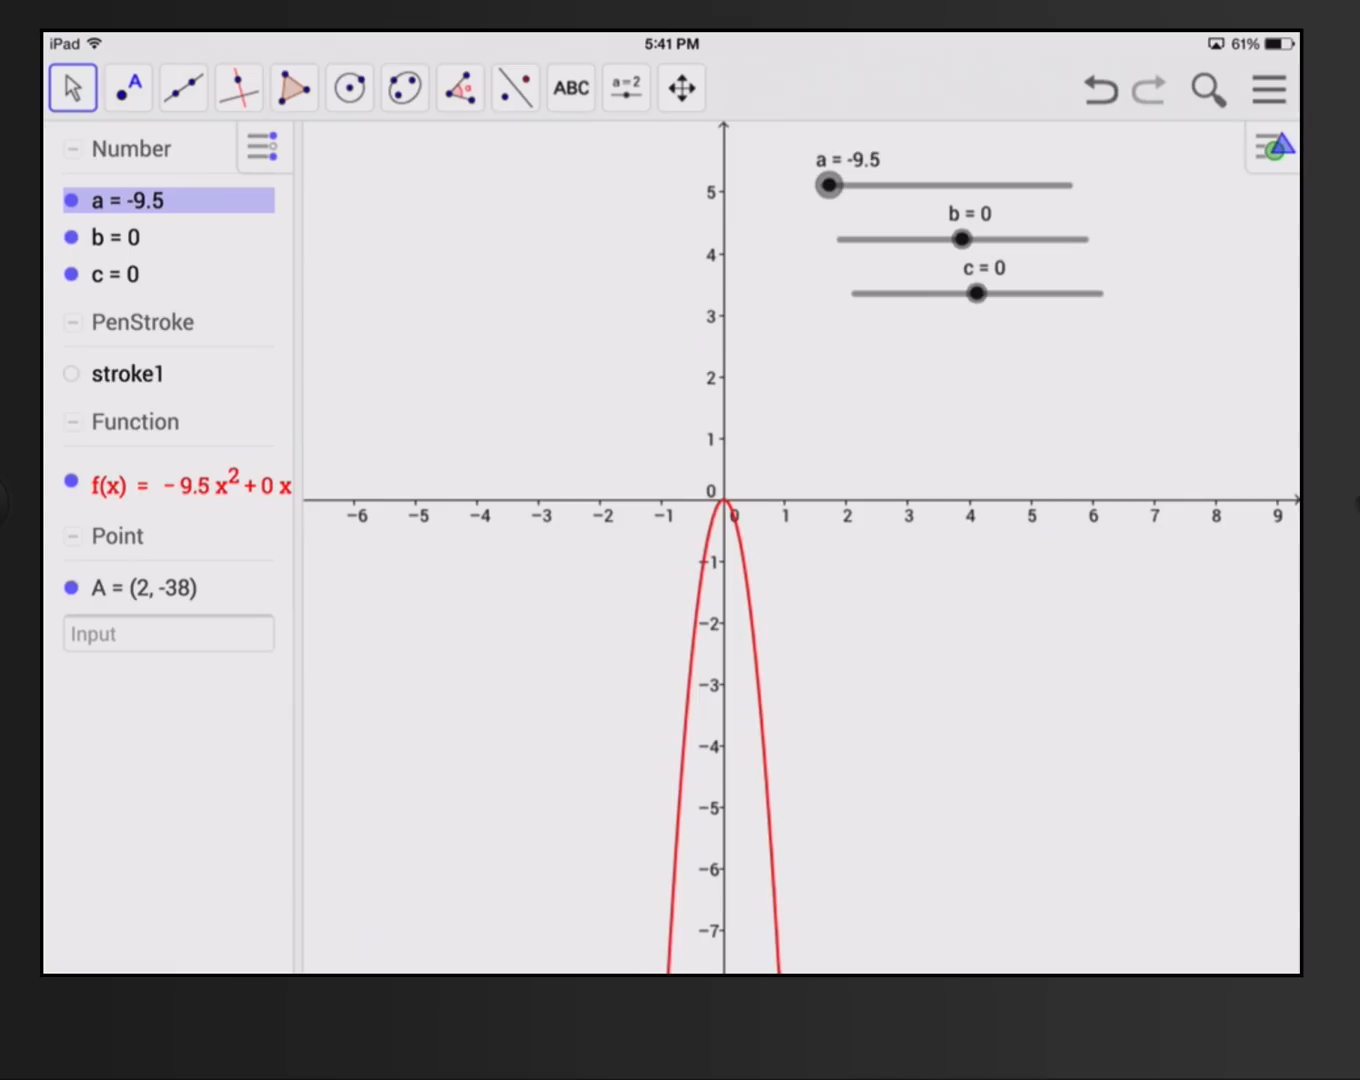 iPad
5:41 PM
61%
A
α
ABC
a=2
Number
a = -9.5
b = 0
c = 0
PenStroke
stroke1
Function
f(x) = − 9.5 x² + 0 x
Point
A = (2, -38)
Input
a = -9.5
b = 0
c = 0
5
4
3
2
1
0
−6 −5 −4 −3 −2 −1 0 1 2 3 4 5 6 7 8 9
−1
−2
−3
−4
−5
−6
−7